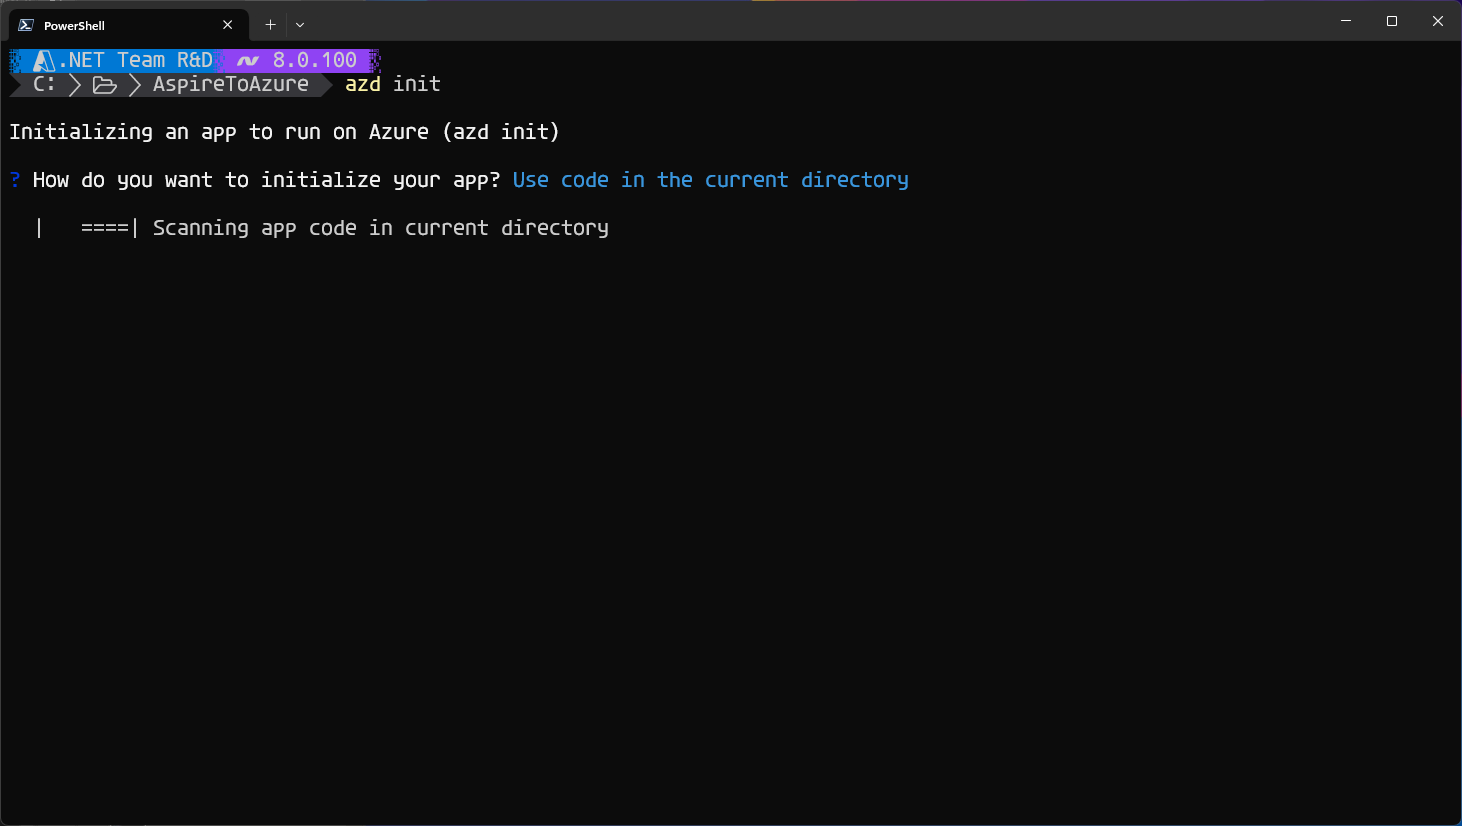 PowerShell
.NET Team R&D 8.0.100
C: AspireToAzure azd init
Initializing an app to run on Azure (azd init)
? How do you want to initialize your app? Use code in the current directory
|   ====| Scanning app code in current directory